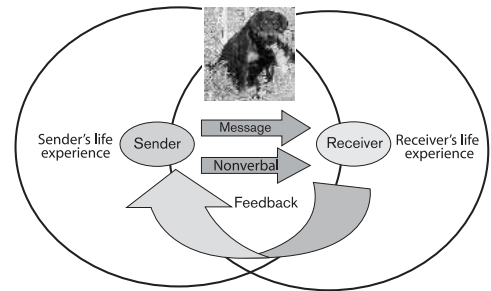 Message
Sender's life
experience
Sender
Receiver
Receiver's life
experience
Nonverbal
Feedback